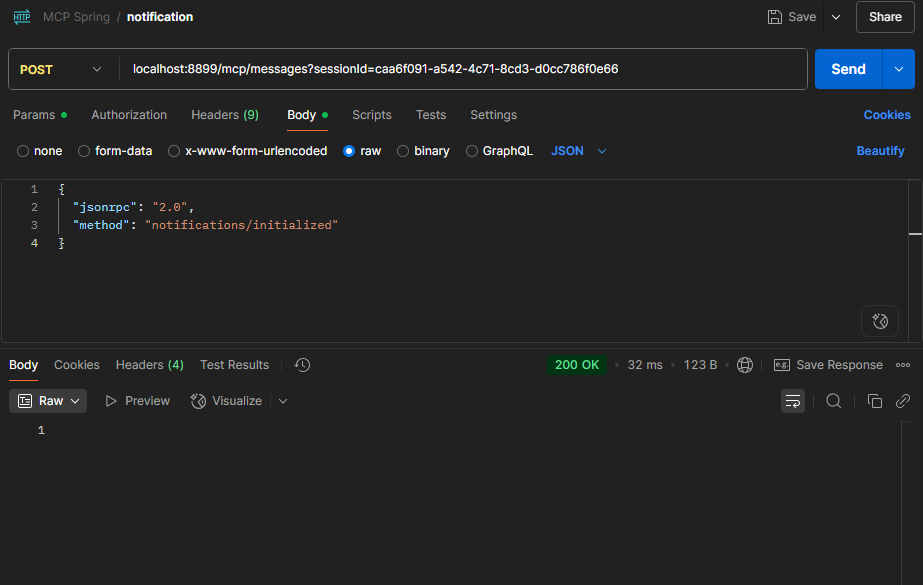 HTTP MCP Spring / notification Save Share
POST localhost:8899/mcp/messages?sessionId=caa6f091-a542-4c71-8cd3-d0cc786f0e66 Send
Params Authorization Headers (9) Body Scripts Tests Settings Cookies
none form-data x-www-form-urlencoded raw binary GraphQL JSON Beautify
1 {
2 "jsonrpc": "2.0",
3 "method": "notifications/initialized"
4 }
Body Cookies Headers (4) Test Results 200 OK 32 ms 123 B e.g. Save Response
Raw Preview Visualize
1